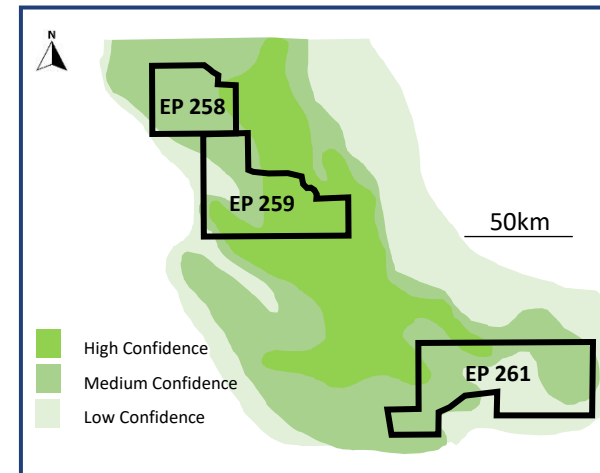 N
EP 258
EP 259
50km
High Confidence
Medium Confidence
Low Confidence
EP 261